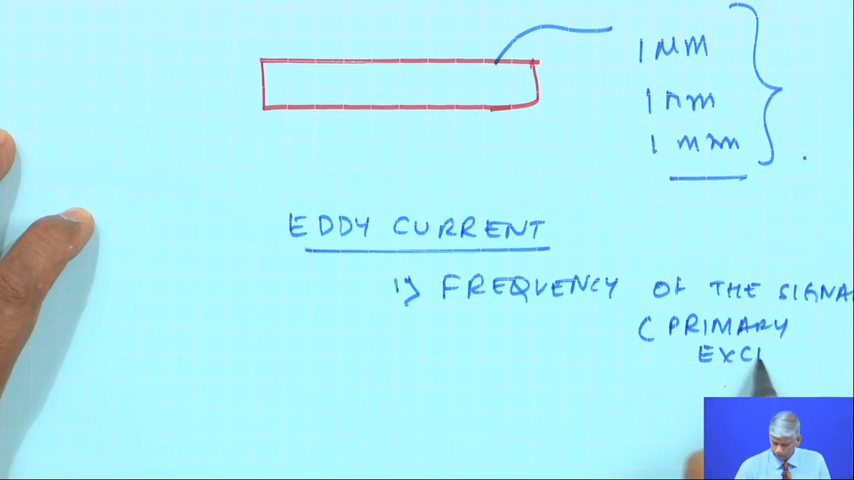 1 μm
1 nm
1 mm
EDDY CURRENT
1) FREQUENCY OF THE SIGNA
( PRIMARY
EXCI